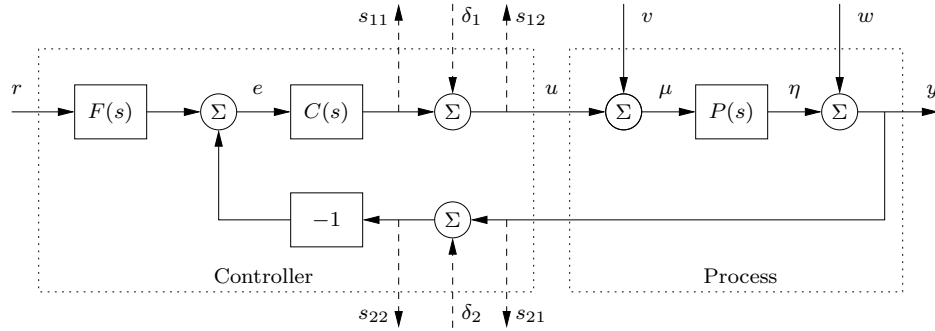 s₁₁ δ₁ s₁₂ v w
r F(s) Σ e C(s) Σ u Σ μ P(s) η Σ y
−1 Σ
Controller Process
s₂₂ δ₂ s₂₁